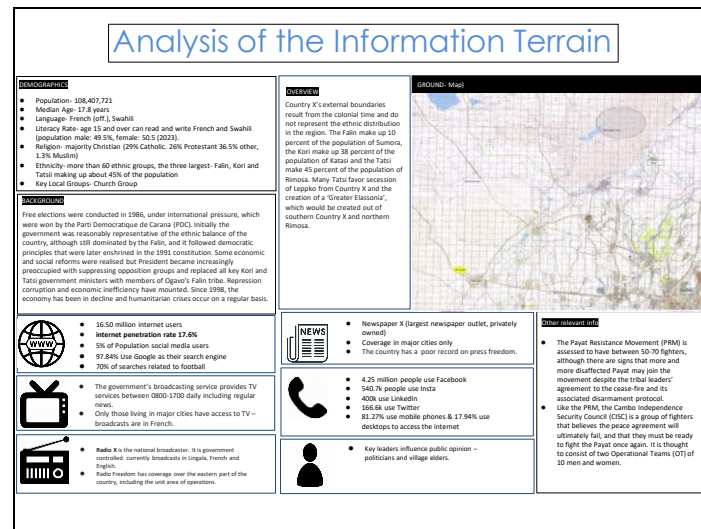 Analysis of the Information Terrain
DEMOGRAPHICS
● Population- 108,407,721
● Median Age- 17.8 years
● Language- French (off.), Swahili
● Literacy Rate- age 15 and over can read and write French and Swahili
(population male: 49.5%, female: 50.5 (2023).
● Religion- majority Christian (29% Catholic. 26% Protestant 36.5% other,
1.3% Muslim)
● Ethnicity- more than 60 ethnic groups, the three largest- Falin, Kori and
Tatsii making up about 45% of the population
● Key Local Groups- Church Group
BACKGROUND
Free elections were conducted in 1986, under international pressure, which
were won by the Parti Democratique de Carana (PDC). Initially the
government was reasonably representative of the ethnic balance of the
country, although still dominated by the Falin, and it followed democratic
principles that were later enshrined in the 1991 constitution. Some economic
and social reforms were realised but President became increasingly
preoccupied with suppressing opposition groups and replaced all key Kori and
Tatsi government ministers with members of Ogavo's Falin tribe. Repression
corruption and economic inefficiency have mounted. Since 1998, the
economy has been in decline and humanitarian crises occur on a regular basis.
OVERVIEW
Country X's external boundaries
result from the colonial time and do
not represent the ethnic distribution
in the region. The Falin make up 10
percent of the population of Sumora,
the Kori make up 38 percent of the
population of Katasi and the Tatsi
make 45% percent of the population of
Rimosa. Many Tatsi favor secession
of Leppko from Country X and the
creation of a 'Greater Elassonia',
which would be created out of
southern Country X and northern
Rimosa.
GROUND- Map)
WWW
● 16.50 million internet users
● internet penetration rate 17.6%
● 5% of Population social media users
● 97.84% Use Google as their search engine
● 70% of searches related to football
● The government's broadcasting service provides TV
services between 0800-1700 daily including regular
news.
● Only those living in major cities have access to TV –
broadcasts are in French.
● Radio X is the national broadcaster. It is government
controlled. currently broadcasts in Lingala, French and
English.
● Radio Freedom has coverage over the eastern part of the
country, including the unit area of operations.
NEWS
● Newspaper X (largest newspaper outlet, privately
owned)
● Coverage in major cities only
● The country has a poor record on press freedom.
● 4.25 million people use Facebook
● 540.7k people use Insta
● 400k use LinkedIn
● 166.6k use Twitter
● 81.27% use mobile phones & 17.94% use
desktops to access the internet
● Key leaders influence public opinion –
politicians and village elders.
Other relevant info
● The Payat Resistance Movement (PRM) is
assessed to have between 50-70 fighters,
although there are signs that more and
more disaffected Payat may join the
movement despite the tribal leaders'
agreement to the cease-fire and its
associated disarmament protocol.
● Like the PRM, the Cambo Independence
Security Council (CISC) is a group of fighters
that believes the peace agreement will
ultimately fail, and that they must be ready
to fight the Payat once again. It is thought
to consist of two Operational Teams (OT) of
10 men and women.